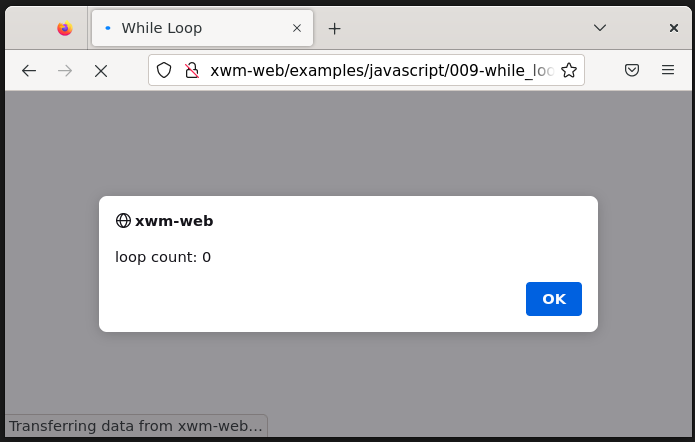 While Loop
xwm-web/examples/javascript/009-while_loo
xwm-web
loop count: 0
OK
Transferring data from xwm-web…